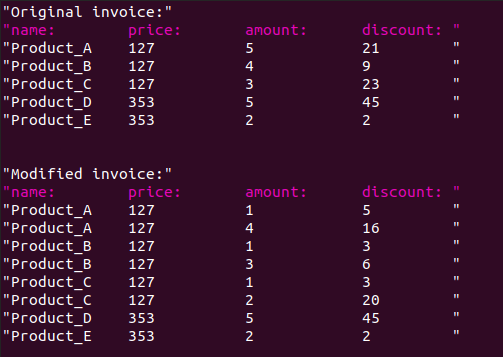 "Original invoice:"
"name: price: amount: discount: "
"Product_A 127 5 21 "
"Product_B 127 4 9 "
"Product_C 127 3 23 "
"Product_D 353 5 45 "
"Product_E 353 2 2 "
"Modified invoice:"
"name: price: amount: discount: "
"Product_A 127 1 5 "
"Product_A 127 4 16 "
"Product_B 127 1 3 "
"Product_B 127 3 6 "
"Product_C 127 1 3 "
"Product_C 127 2 20 "
"Product_D 353 5 45 "
"Product_E 353 2 2 "